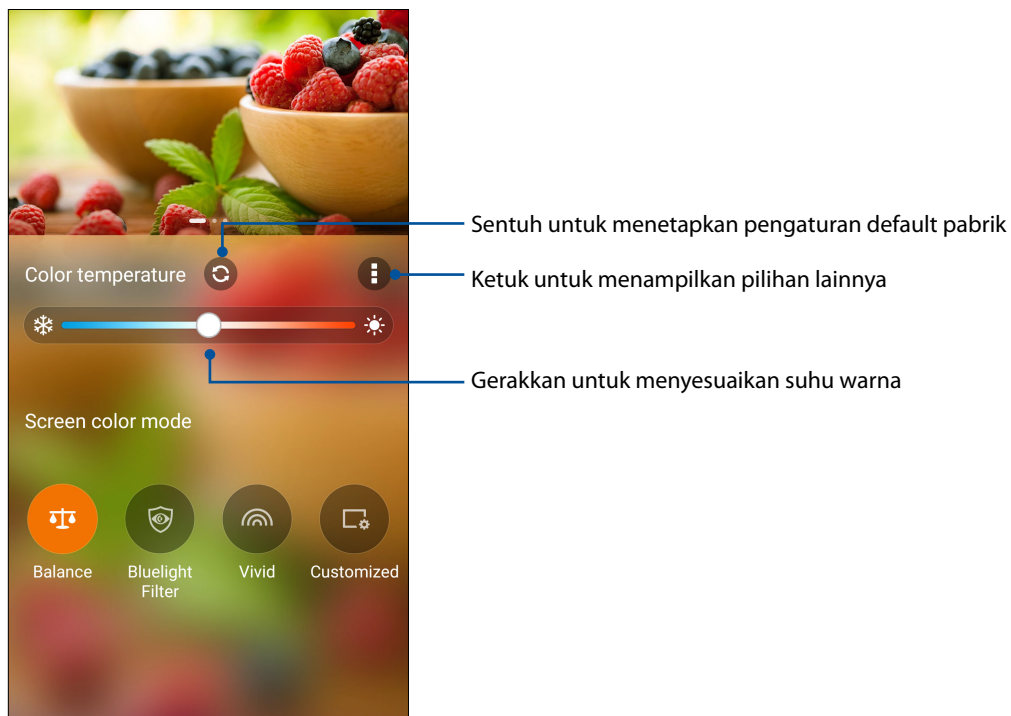 Sentuh untuk menetapkan pengaturan default pabrik
Color temperature
Ketuk untuk menampilkan pilihan lainnya
Gerakkan untuk menyesuaikan suhu warna
Screen color mode
Balance
Bluelight
Filter
Vivid
Customized